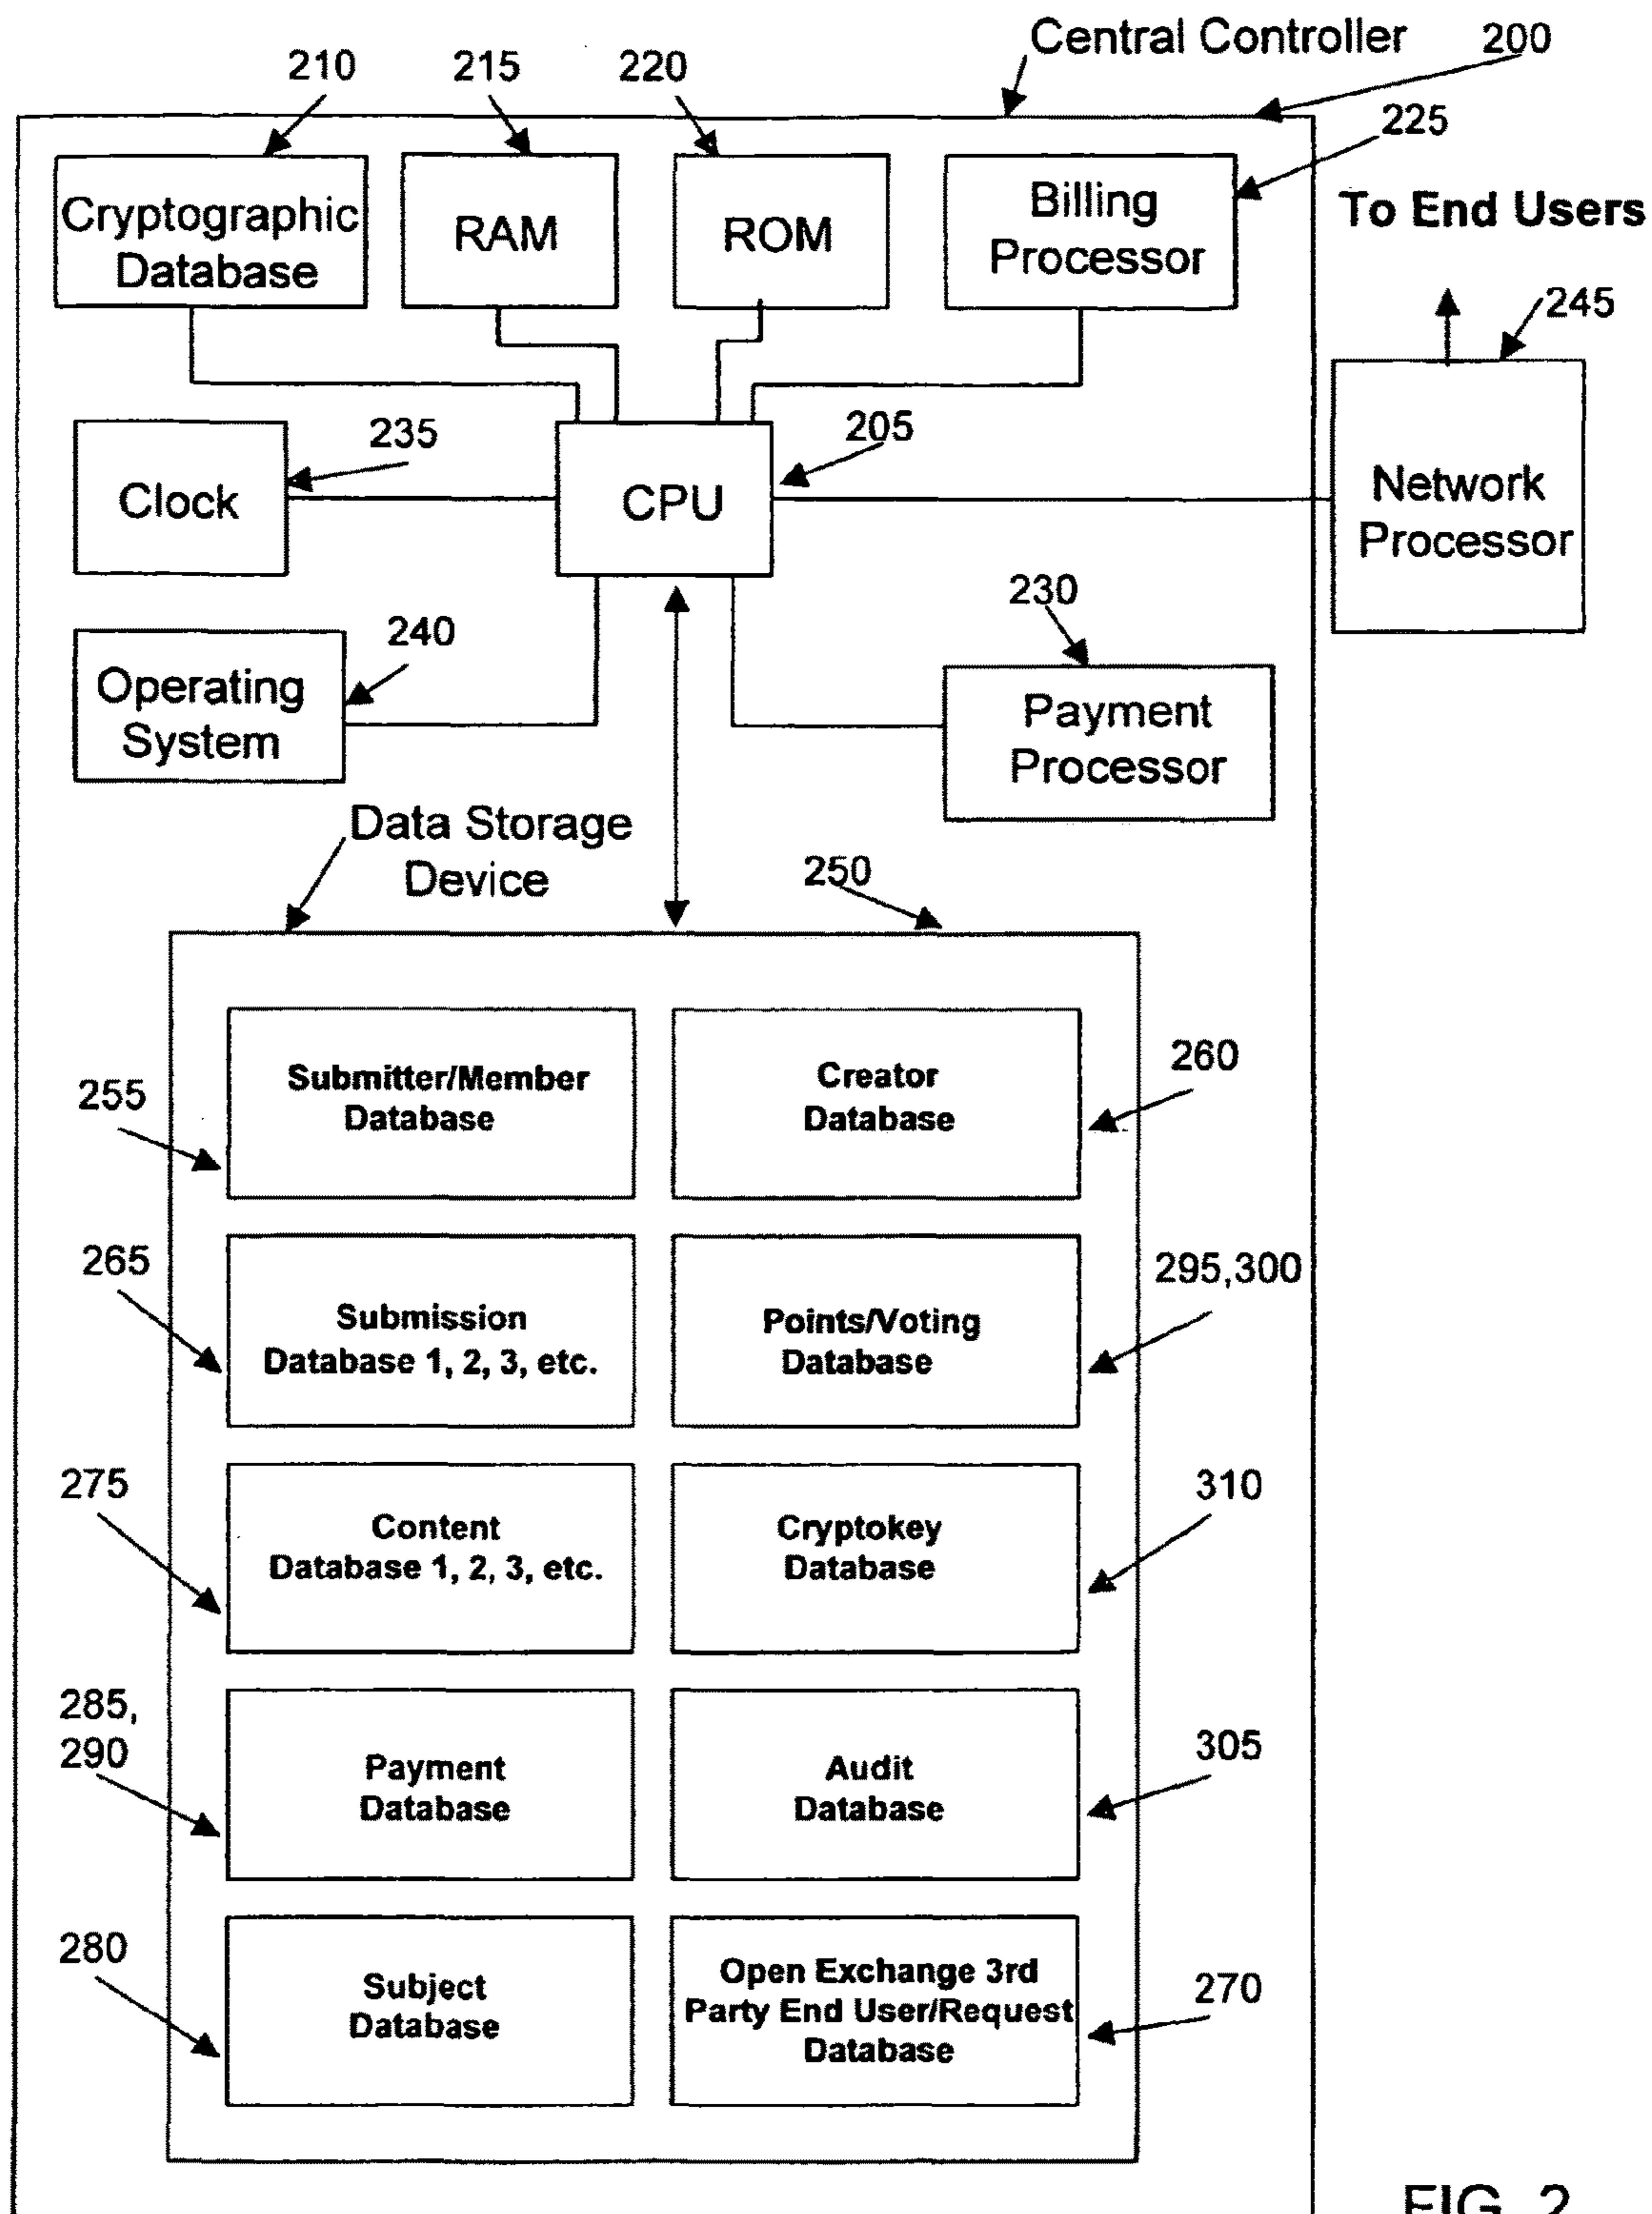 Central Controller
200
210
215
220
225
Cryptographic
Database
RAM
ROM
Billing
Processor
To End Users
245
235
205
Clock
CPU
Network
Processor
230
240
Operating
System
Payment
Processor
Data Storage
Device
250
Submitter/Member
Database
Creator
Database
255
260
265
Submission
Database 1, 2, 3, etc.
Points/Voting
Database
295,300
275
Content
Database 1, 2, 3, etc.
Cryptokey
Database
310
285,
290
Payment
Database
Audit
Database
305
280
Subject
Database
Open Exchange 3rd
Party End User/Request
Database
270
FIG. 2